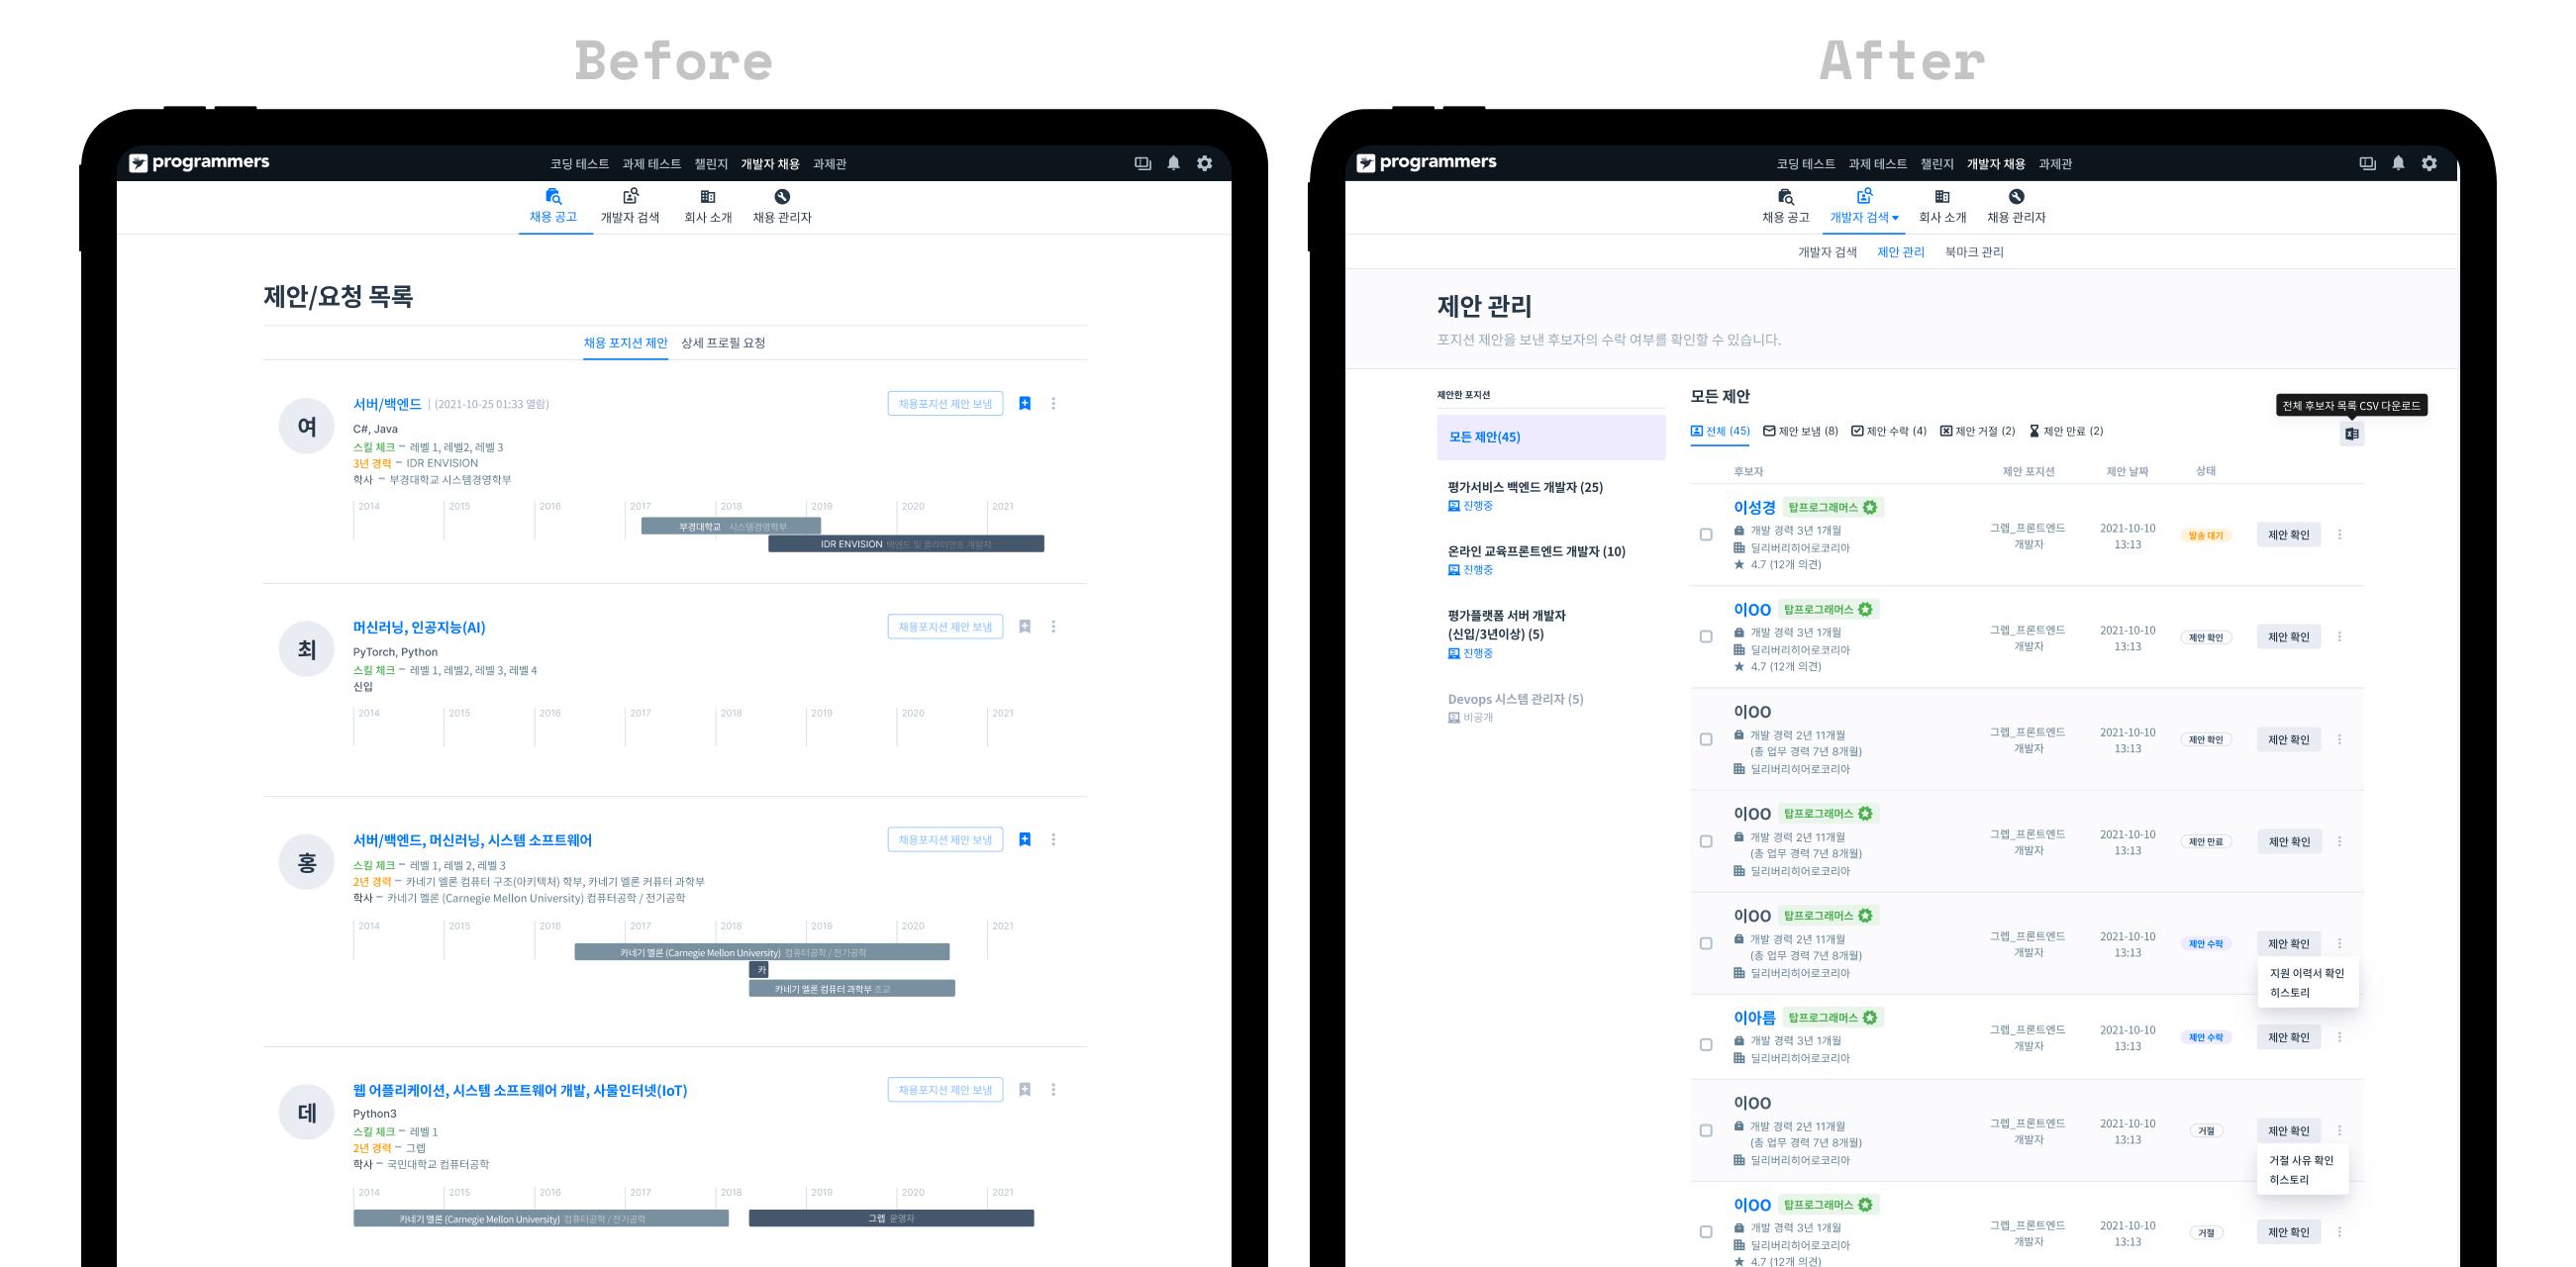 Before
programmers
코딩 테스트 과제 테스트 챌린지 개발자 채용 과제관
채용 공고 개발자 검색 회사 소개 채용 관리자
제안/요청 목록
채용 포지션 제안 상세 프로필 요청
여
서버/백엔드 | (2021-10-25 01:33 열람)
채용포지션 제안 보냄
C#, Java
스킬 체크 – 레벨 1, 레벨2, 레벨 3
3년 경력 – IDR ENVISION
학사 – 부경대학교 시스템경영학부
2014 2015 2016 2017 2018 2019 2020 2021
부경대학교 시스템경영학부
IDR ENVISION 백엔드 및 클라이언트 개발자
최
머신러닝, 인공지능(AI)
채용포지션 제안 보냄
PyTorch, Python
스킬 체크 – 레벨 1, 레벨2, 레벨 3, 레벨 4
신입
2014 2015 2016 2017 2018 2019 2020 2021
홍
서버/백엔드, 머신러닝, 시스템 소프트웨어
채용포지션 제안 보냄
스킬 체크 – 레벨 1, 레벨 2, 레벨 3
2년 경력 – 카네기 멜론 컴퓨터 구조(아키텍처) 학부, 카네기 멜론 커퓨터 과학부
학사 – 카네기 멜론 (Carnegie Mellon University) 컴퓨터공학 / 전기공학
2014 2015 2016 2017 2018 2019 2020 2021
카네기 멜론 (Carnegie Mellon University) 컴퓨터공학 / 전기공학
카
카네기 멜론 컴퓨터 과학부 조교
데
웹 어플리케이션, 시스템 소프트웨어 개발, 사물인터넷(IoT)
채용포지션 제안 보냄
Python3
스킬 체크 – 레벨 1
2년 경력 – 그렙
학사 – 국민대학교 컴퓨터공학
2014 2015 2016 2017 2018 2019 2020 2021
카네기 멜론 (Carnegie Mellon University) 컴퓨터공학 / 전기공학
그렙 운영자
After
programmers
코딩 테스트 과제 테스트 챌린지 개발자 채용 과제관
채용 공고 개발자 검색 회사 소개 채용 관리자
개발자 검색 제안 관리 북마크 관리
제안 관리
포지션 제안을 보낸 후보자의 수락 여부를 확인할 수 있습니다.
제안한 포지션
모든 제안(45)
평가서비스 백엔드 개발자 (25)
진행중
온라인 교육프론트엔드 개발자 (10)
진행중
평가플랫폼 서버 개발자
(신입/3년이상) (5)
진행중
Devops 시스템 관리자 (5)
비공개
모든 제안
전체 후보자 목록 CSV 다운로드
전체 (45) 제안 보냄 (8) 제안 수락 (4) 제안 거절 (2) 제안 만료 (2)
후보자 제안 포지션 제안 날짜 상태
이성경 탑프로그래머스
개발 경력 3년 1개월
딜리버리히어로코리아
4.7 (12개 의견)
그렙_프론트엔드
개발자
2021-10-10
13:13
발송 대기
제안 확인
이OO 탑프로그래머스
개발 경력 3년 1개월
딜리버리히어로코리아
4.7 (12개 의견)
그렙_프론트엔드
개발자
2021-10-10
13:13
제안 확인
제안 확인
이OO
개발 경력 2년 11개월
(총 업무 경력 7년 8개월)
딜리버리히어로코리아
그렙_프론트엔드
개발자
2021-10-10
13:13
제안 확인
제안 확인
이OO 탑프로그래머스
개발 경력 2년 11개월
(총 업무 경력 7년 8개월)
딜리버리히어로코리아
그렙_프론트엔드
개발자
2021-10-10
13:13
제안 만료
제안 확인
이OO 탑프로그래머스
개발 경력 2년 11개월
(총 업무 경력 7년 8개월)
딜리버리히어로코리아
그렙_프론트엔드
개발자
2021-10-10
13:13
제안 수락
제안 확인
지원 이력서 확인
히스토리
이아름 탑프로그래머스
개발 경력 3년 1개월
딜리버리히어로코리아
그렙_프론트엔드
개발자
2021-10-10
13:13
제안 수락
제안 확인
이OO
개발 경력 2년 11개월
(총 업무 경력 7년 8개월)
딜리버리히어로코리아
그렙_프론트엔드
개발자
2021-10-10
13:13
거절
제안 확인
거절 사유 확인
히스토리
이OO 탑프로그래머스
개발 경력 3년 1개월
딜리버리히어로코리아
4.7 (12개 의견)
그렙_프론트엔드
개발자
2021-10-10
13:13
거절
제안 확인